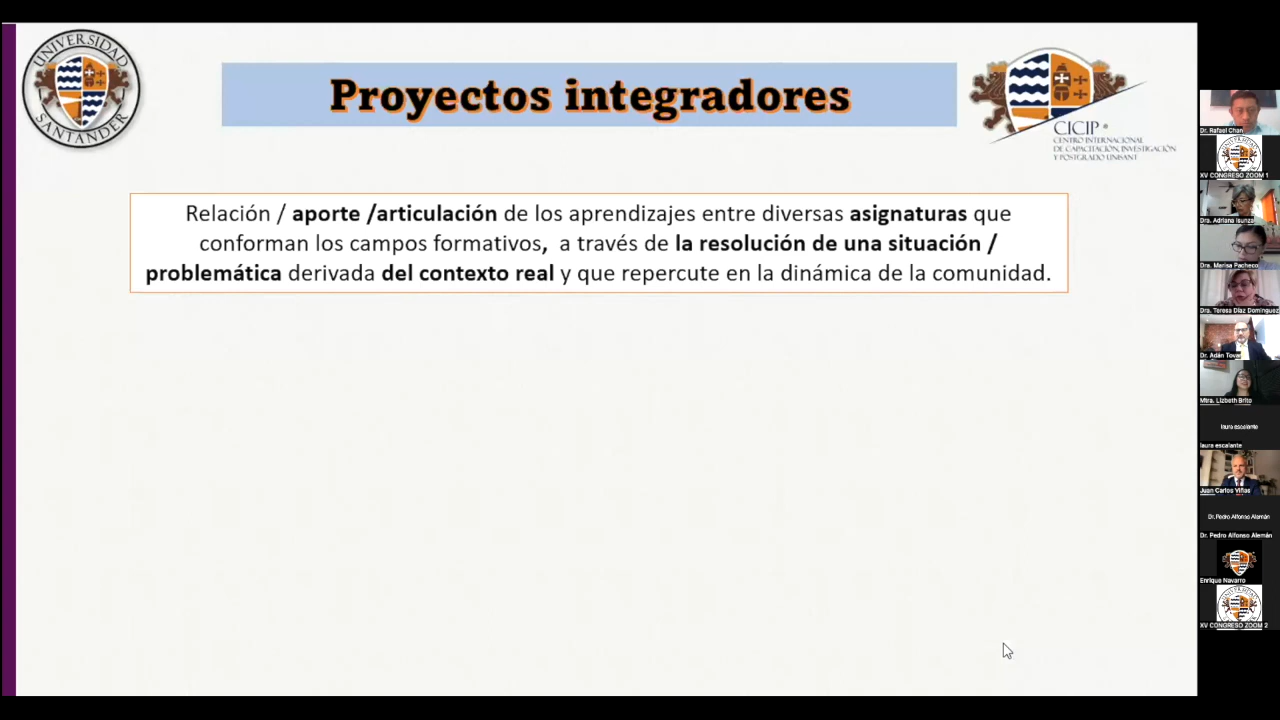 UNIVERSIDAD
SANTANDER
Proyectos integradores
CICIP ®
CENTRO INTERNACIONAL
DE CAPACITACIÓN, INVESTIGACIÓN
Y POSTGRADO UNISANT
Relación / aporte /articulación de los aprendizajes entre diversas asignaturas que
conforman los campos formativos, a través de la resolución de una situación /
problemática derivada del contexto real y que repercute en la dinámica de la comunidad.
Dr. Rafael Chan
XV CONGRESO ZOOM 1
Dra. Adriana Isunza
Dra. Marisa Pacheco
Dra. Teresa Díaz Domínguez
Dr. Adán Tovar
Mtra. Lizbeth Brito
laura escalante
laura escalante
Juan Carlos Viñas
Dr. Pedro Alfonso Alemán
Dr. Pedro Alfonso Alemán
Enrique Navarro
XV CONGRESO ZOOM 2